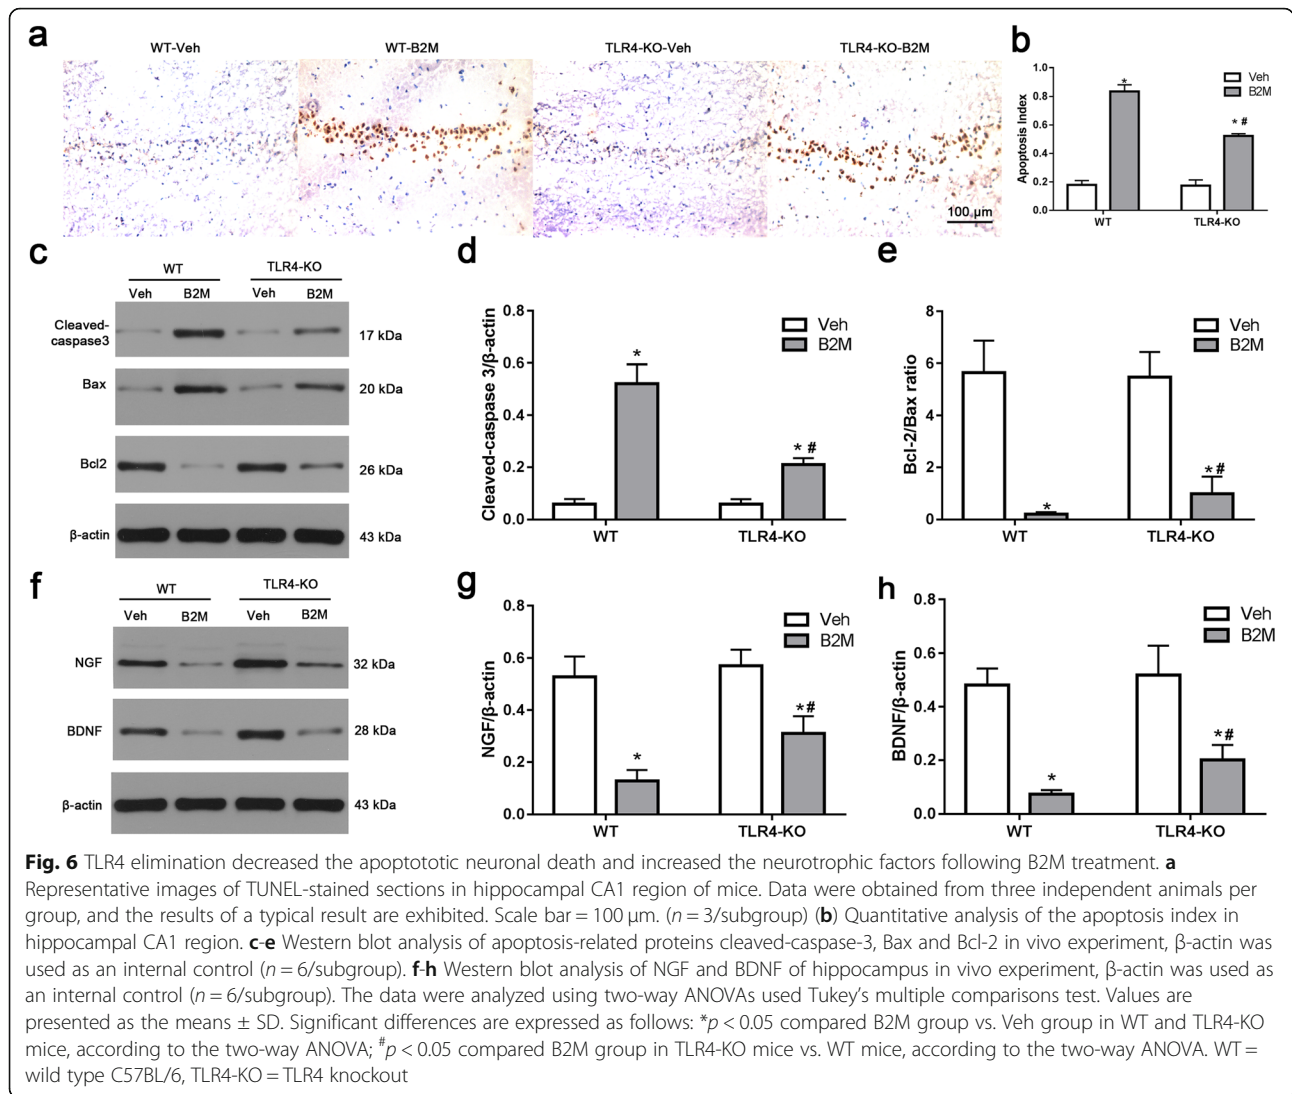 a
WT-Veh
WT-B2M
TLR4-KO-Veh
TLR4-KO-B2M
100 μm
b
Apoptosis Index
1.0
0.8
0.6
0.4
0.2
0.0
Veh
B2M
*
* #
WT
TLR4-KO
c
WT
TLR4-KO
Veh
B2M
Veh
B2M
Cleaved-
caspase3
17 kDa
Bax
20 kDa
Bcl2
26 kDa
β-actin
43 kDa
d
Cleaved-caspase 3/β-actin
0.8
0.6
0.4
0.2
0.0
Veh
B2M
*
* #
WT
TLR4-KO
e
Bcl-2/Bax ratio
8
6
4
2
0
Veh
B2M
*
*#
WT
TLR4-KO
f
WT
TLR4-KO
Veh
B2M
Veh
B2M
NGF
32 kDa
BDNF
28 kDa
β-actin
43 kDa
g
NGF/β-actin
0.8
0.6
0.4
0.2
0.0
Veh
B2M
*
*#
WT
TLR4-KO
h
BDNF/β-actin
0.8
0.6
0.4
0.2
0.0
Veh
B2M
*
*#
WT
TLR4-KO
Fig. 6 TLR4 elimination decreased the apoptototic neuronal death and increased the neurotrophic factors following B2M treatment. a
Representative images of TUNEL-stained sections in hippocampal CA1 region of mice. Data were obtained from three independent animals per
group, and the results of a typical result are exhibited. Scale bar = 100 μm. (n = 3/subgroup) (b) Quantitative analysis of the apoptosis index in
hippocampal CA1 region. c-e Western blot analysis of apoptosis-related proteins cleaved-caspase-3, Bax and Bcl-2 in vivo experiment, β-actin was
used as an internal control (n = 6/subgroup). f-h Western blot analysis of NGF and BDNF of hippocampus in vivo experiment, β-actin was used as
an internal control (n = 6/subgroup). The data were analyzed using two-way ANOVAs used Tukey's multiple comparisons test. Values are
presented as the means ± SD. Significant differences are expressed as follows: *p < 0.05 compared B2M group vs. Veh group in WT and TLR4-KO
mice, according to the two-way ANOVA; #p < 0.05 compared B2M group in TLR4-KO mice vs. WT mice, according to the two-way ANOVA. WT =
wild type C57BL/6, TLR4-KO = TLR4 knockout